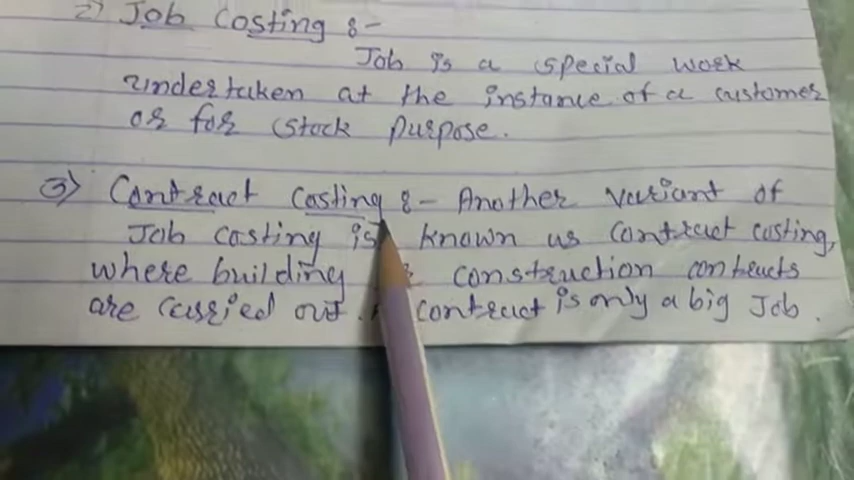 2) Job Costing :-
Job is a special work
undertaken at the instance of a customer
or for stock purpose.
3) Contract Costing :- Another variant of
Job costing is known as contract costing,
where building construction contructs
are carried out. contract is only a big Job.